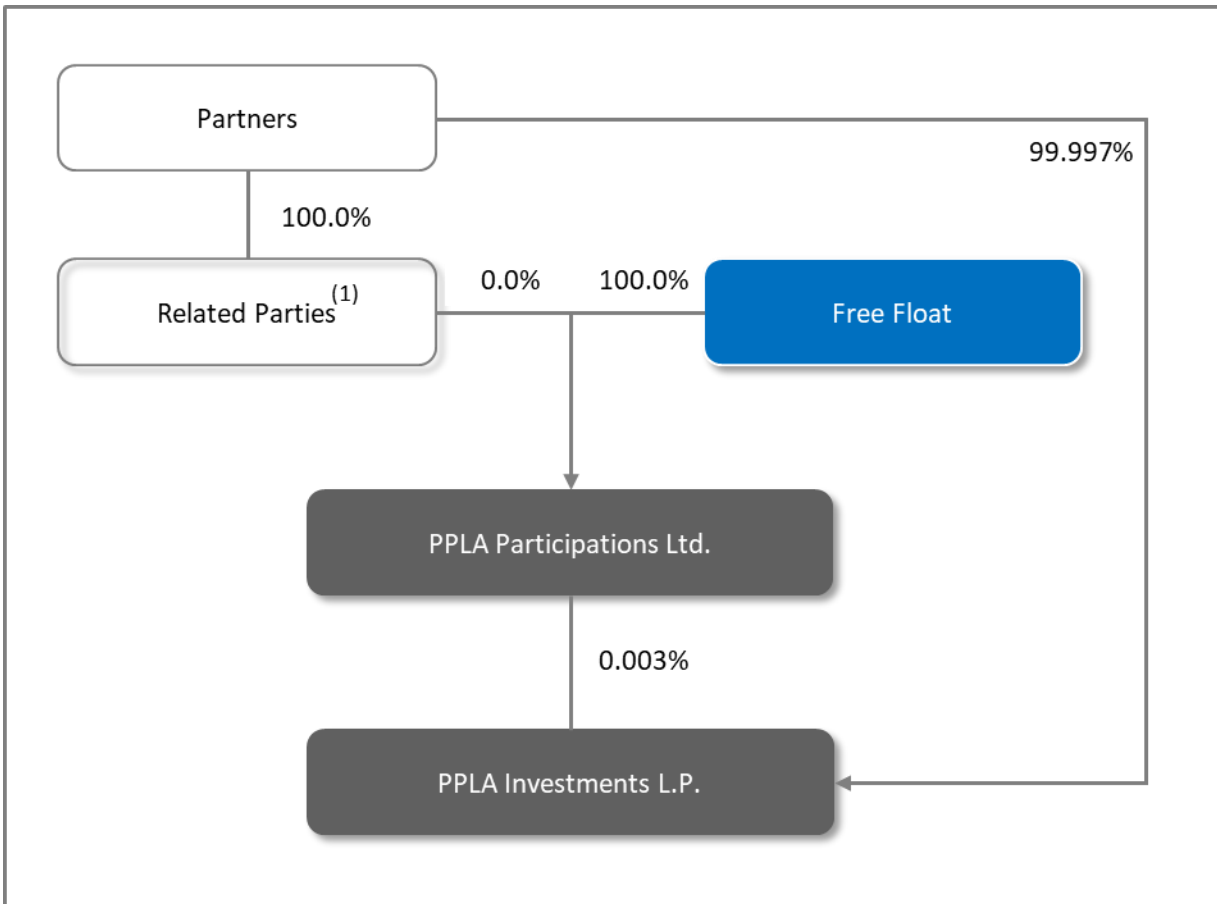 Partners
99.997%
100.0%
Related Parties(1)
0.0%
100.0%
Free Float
PPLA Participations Ltd.
0.003%
PPLA Investments L.P.